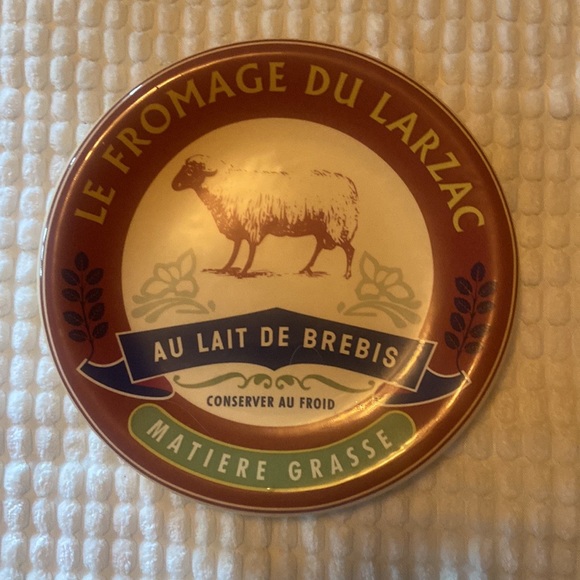 LE FROMAGE DU LARZAC
AU LAIT DE BREBIS
CONSERVER AU FROID
MATIERE GRASSE